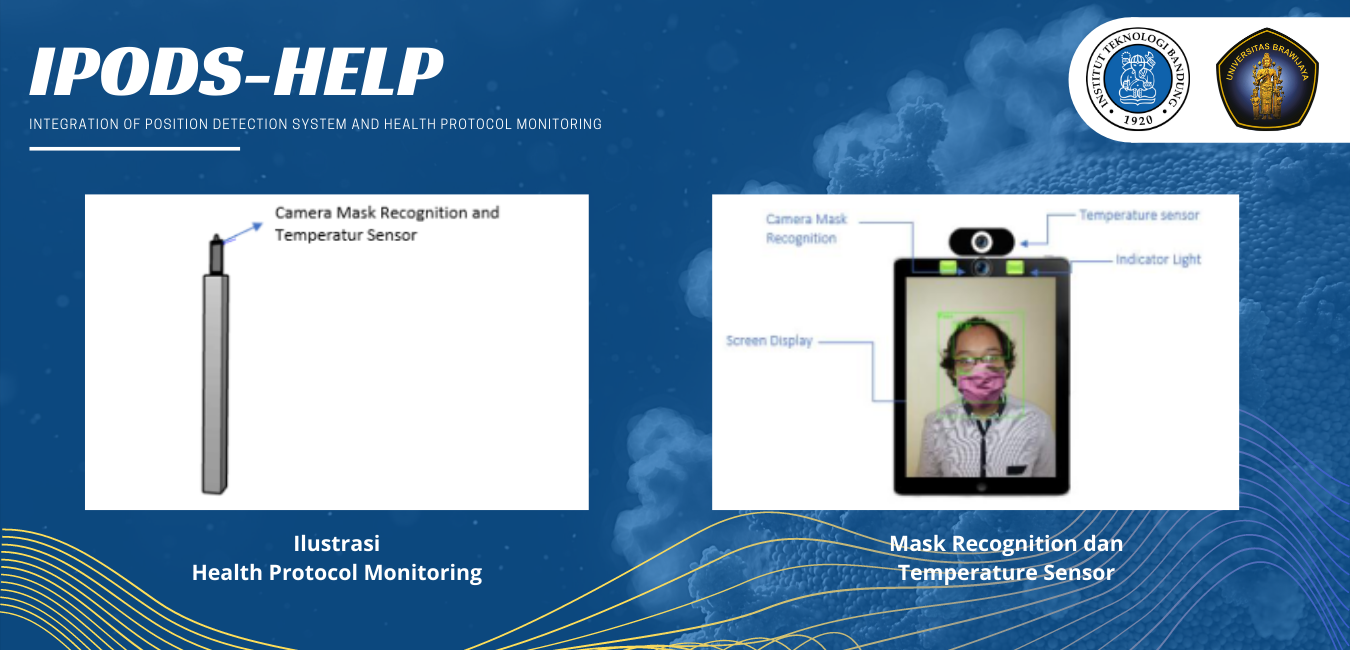 IPODS-HELP
INTEGRATION OF POSITION DETECTION SYSTEM AND HEALTH PROTOCOL MONITORING
INSTITUT TEKNOLOGI BANDUNG
1920
UNIVERSITAS BRAWIJAYA
Camera Mask Recognition and
Temperatur Sensor
Camera Mask
Recognition
Temperature sensor
Indicator Light
Screen Display
Ilustrasi
Health Protocol Monitoring
Mask Recognition dan
Temperature Sensor